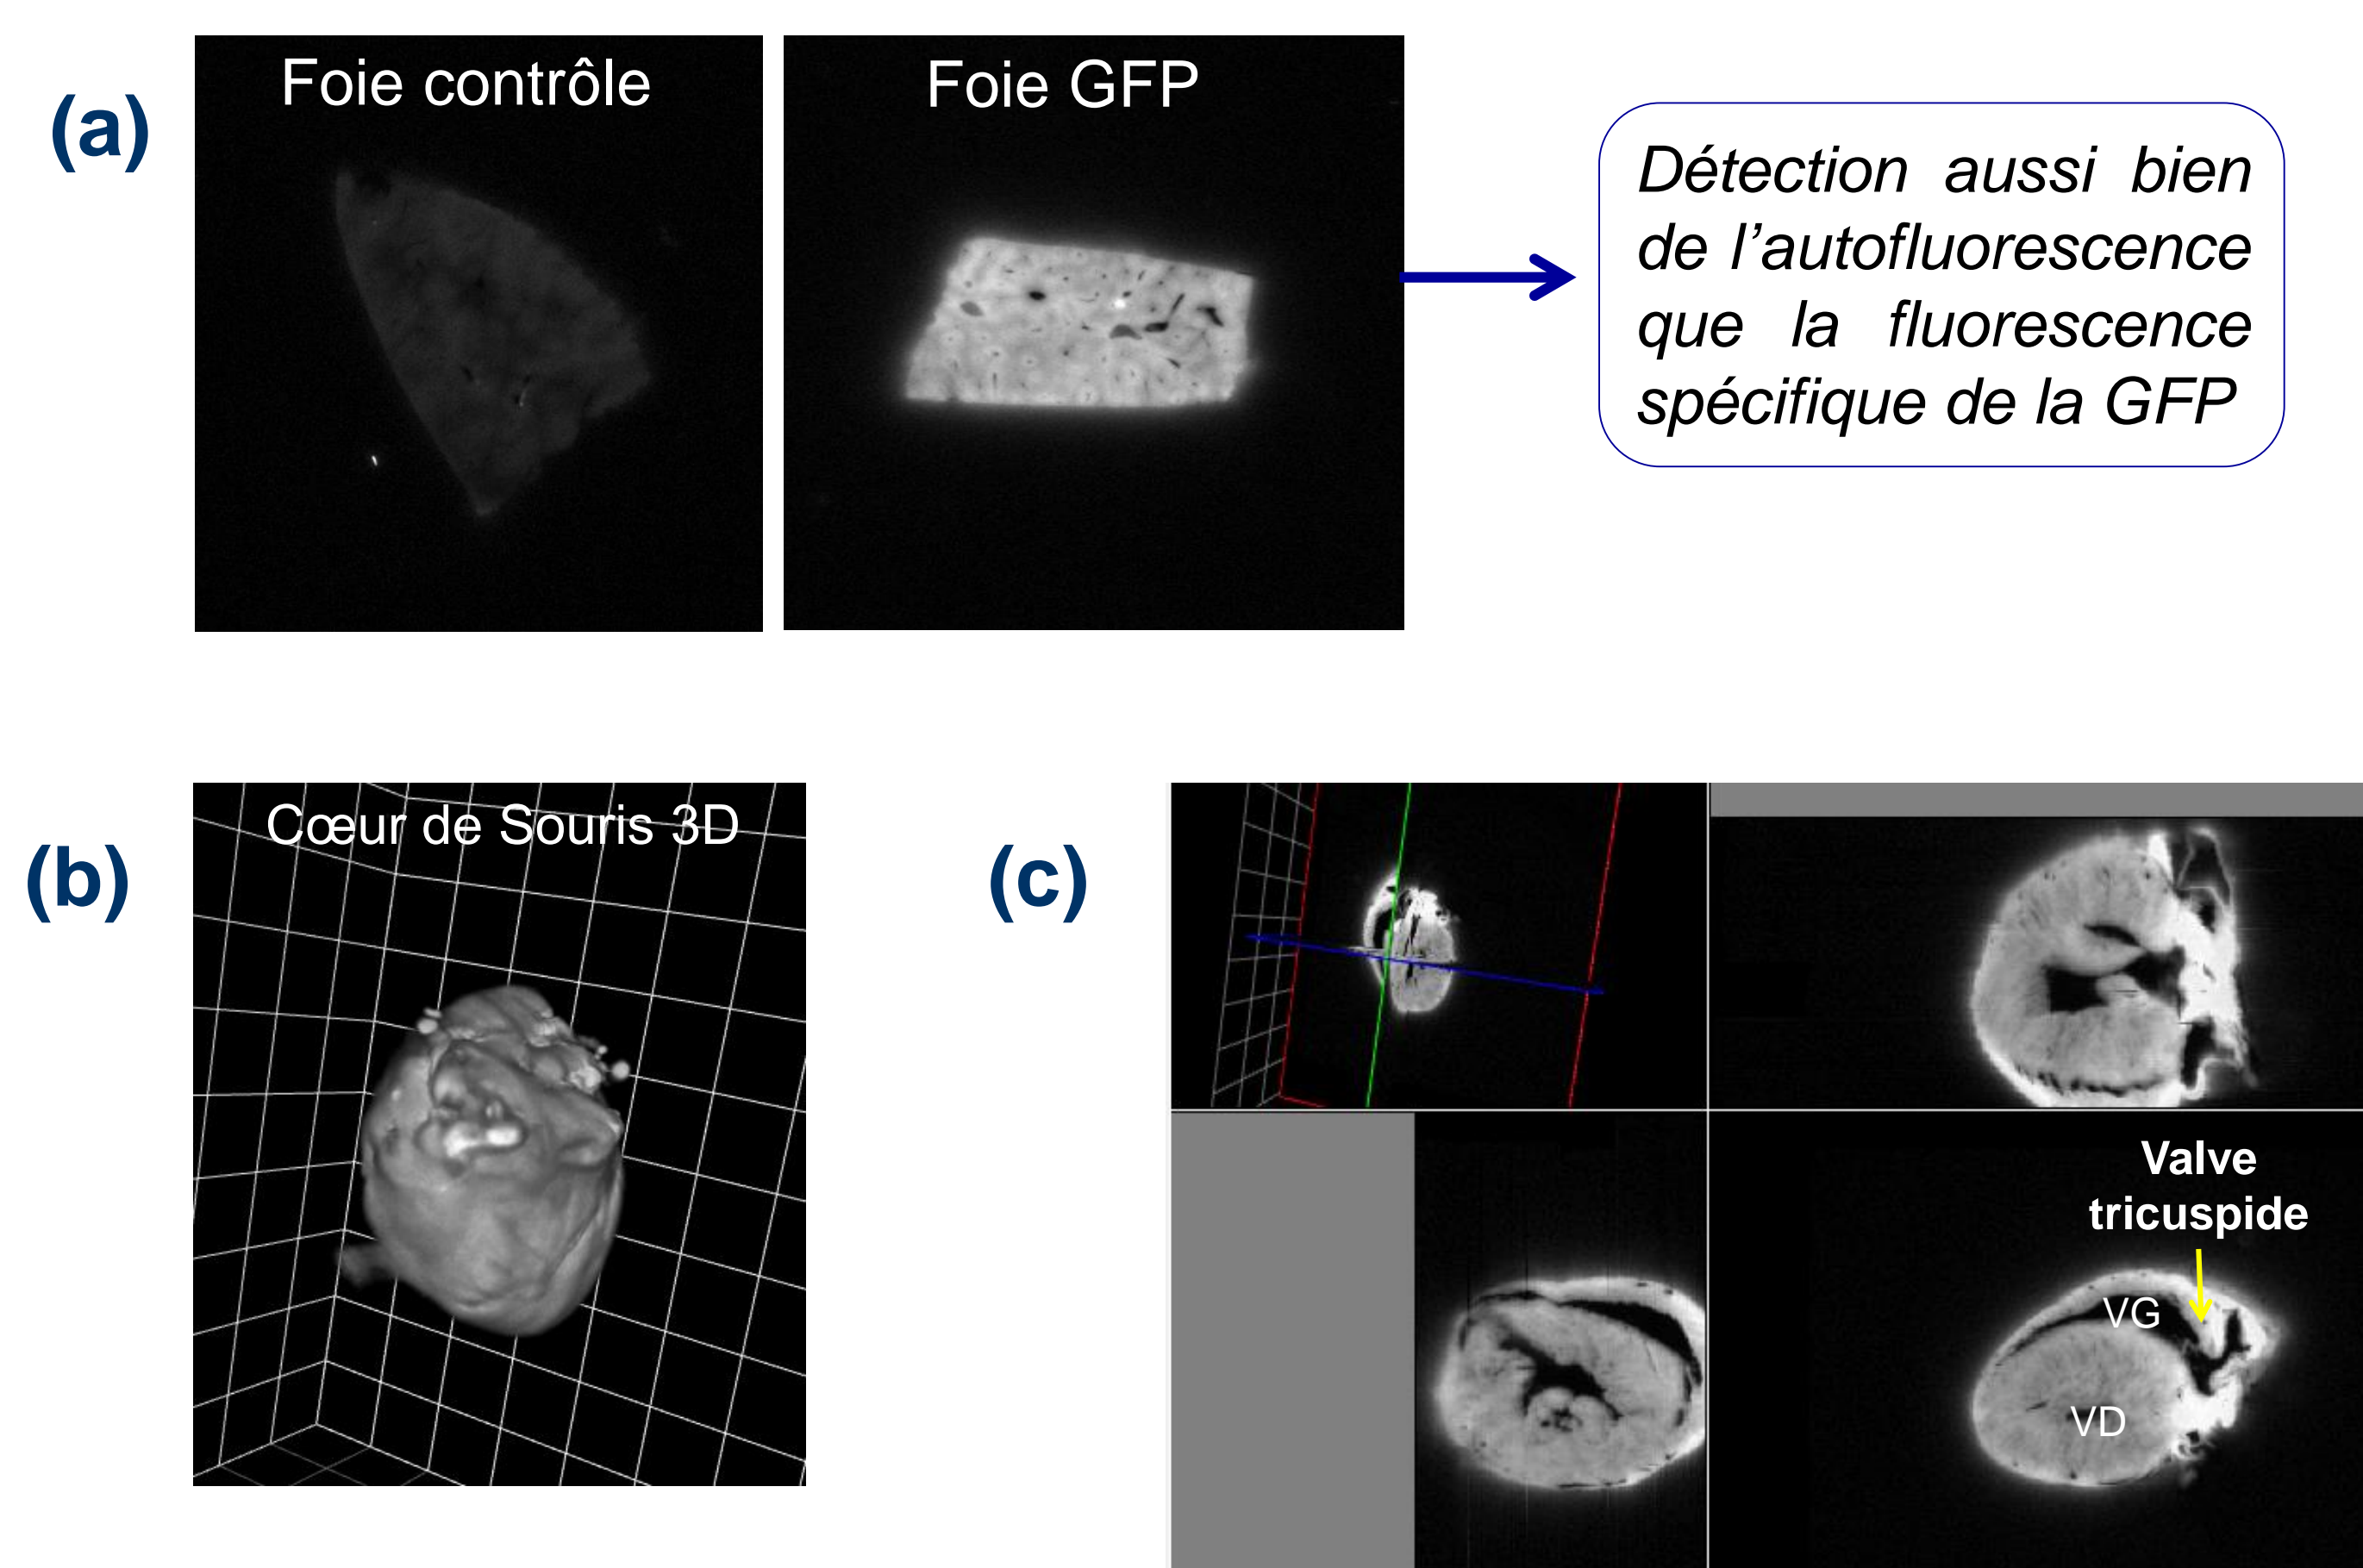 (a)
Foie contrôle
Foie GFP
Détection aussi bien
de l’autofluorescence
que la fluorescence
spécifique de la GFP
(b)
Cœur de Souris 3D
(c)
Valve
tricuspide
VG
VD